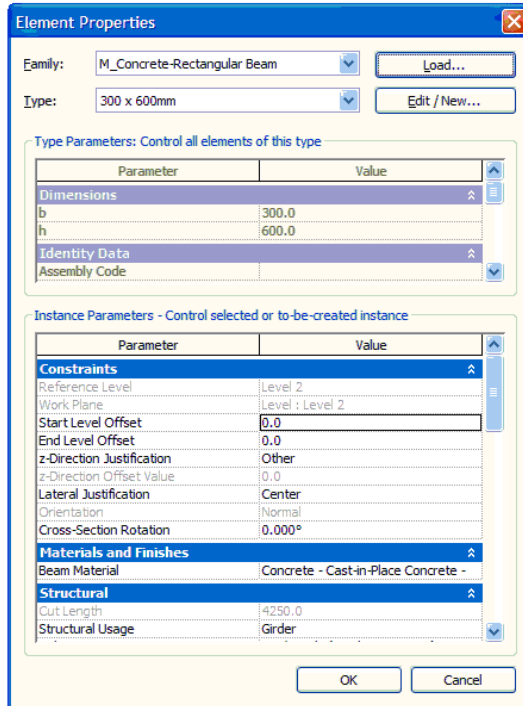 Element Properties
Family: M_Concrete-Rectangular Beam Load...
Type: 300 x 600mm Edit / New...
Type Parameters: Control all elements of this type
Parameter Value
Dimensions
b 300.0
h 600.0
Identity Data
Assembly Code
Instance Parameters - Control selected or to-be-created instance
Parameter Value
Constraints
Reference Level Level 2
Work Plane Level : Level 2
Start Level Offset 0.0
End Level Offset 0.0
z-Direction Justification Other
z-Direction Offset Value 0.0
Lateral Justification Center
Orientation Normal
Cross-Section Rotation 0.000°
Materials and Finishes
Beam Material Concrete - Cast-in-Place Concrete -
Structural
Cut Length 4250.0
Structural Usage Girder
OK Cancel